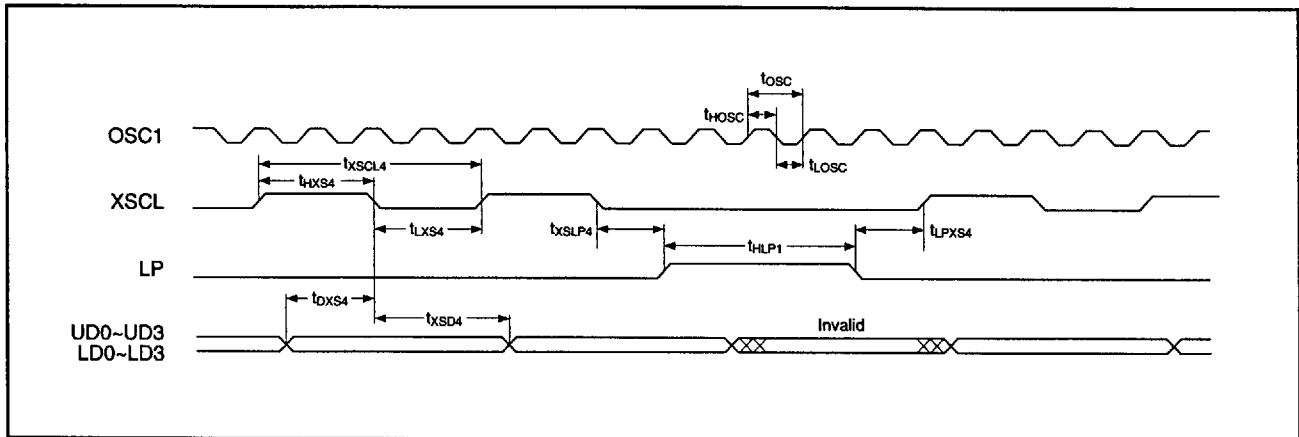 tOSC
tHOSC
OSC1
tLOSC
tXSCL4
tHXS4
XSCL
tLXS4
tXSLP4
tHLP1
tLPXS4
LP
tDXS4
tXSD4
UD0~UD3
Invalid
LD0~LD3